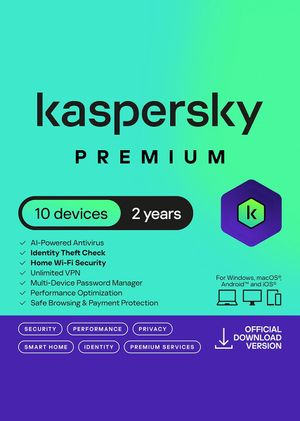 kaspersky
PREMIUM
10 devices 2 years
AI-Powered Antivirus
Identity Theft Check
Home Wi-Fi Security
Unlimited VPN
Multi-Device Password Manager
Performance Optimization
Safe Browsing & Payment Protection
k
For Windows, macOS®,
Android™ and iOS®
SECURITY PERFORMANCE PRIVACY
SMART HOME IDENTITY PREMIUM SERVICES
OFFICIAL
DOWNLOAD
VERSION